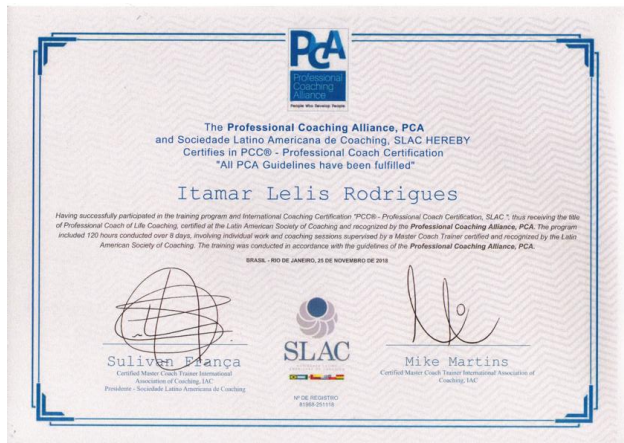 PCA
Professional
Coaching
Alliance
People Who Develop People
The Professional Coaching Alliance, PCA
and Sociedade Latino Americana de Coaching, SLAC HEREBY
Certifies in PCC® - Professional Coach Certification
"All PCA Guidelines have been fulfilled"
Itamar Lelis Rodrigues
Having successfully participated in the training program and International Coaching Certification "PCC® - Professional Coach Certification, SLAC ", thus receiving the title
of Professional Coach of Life Coaching, certified at the Latin American Society of Coaching and recognized by the Professional Coaching Alliance, PCA. The program
included 120 hours conducted over 8 days, involving individual work and coaching sessions supervised by a Master Coach Trainer certified and recognized by the Latin
American Society of Coaching. The training was conducted in accordance with the guidelines of the Professional Coaching Alliance, PCA.
BRASIL - RIO DE JANEIRO, 25 DE NOVEMBRO DE 2018
Sulivan França
Certified Master Coach Trainer International
Association of Coaching, IAC
Presidente - Sociedade Latino Americana de Coaching
SLAC
Nº DE REGISTRO
Mike Martins
Certified Master Coach Trainer International Association of
Coaching, IAC